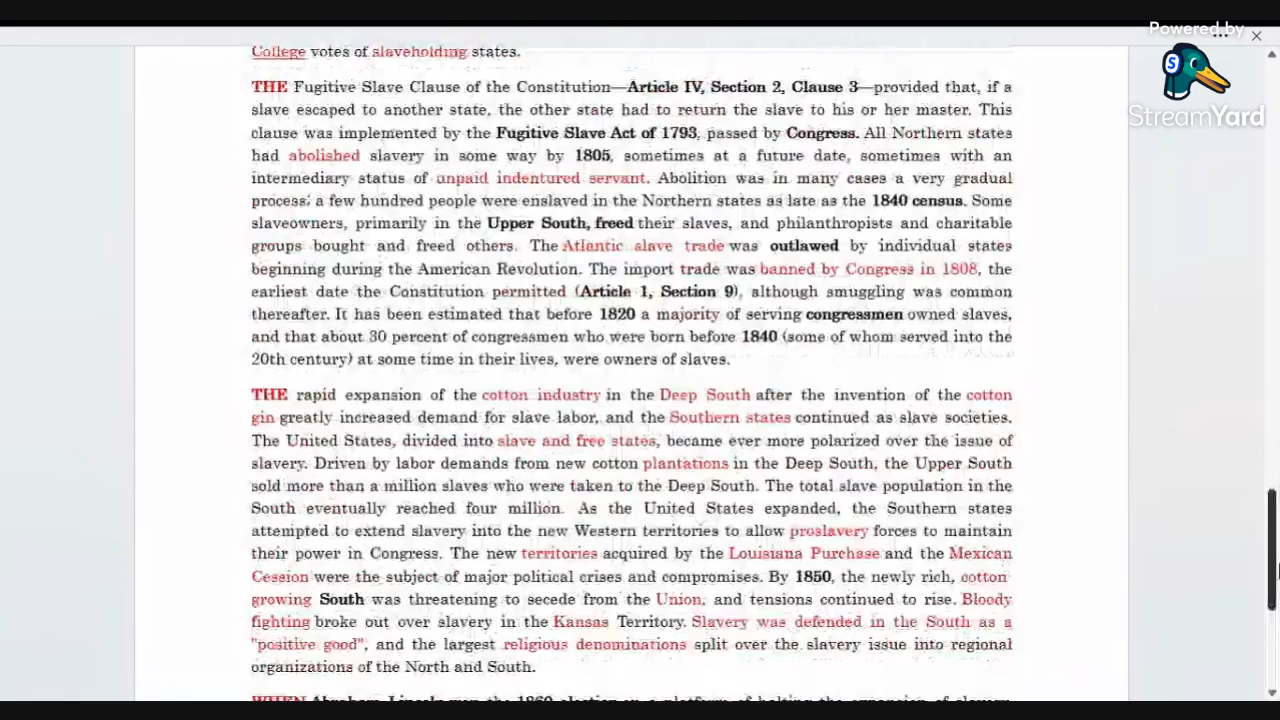 Powered by
StreamYard
College votes of slaveholding states.
THE Fugitive Slave Clause of the Constitution—Article IV, Section 2, Clause 3—provided that, if a
slave escaped to another state, the other state had to return the slave to his or her master. This
clause was implemented by the Fugitive Slave Act of 1793, passed by Congress. All Northern states
had abolished slavery in some way by 1805, sometimes at a future date, sometimes with an
intermediary status of unpaid indentured servant. Abolition was in many cases a very gradual
process; a few hundred people were enslaved in the Northern states as late as the 1840 census. Some
slaveowners, primarily in the Upper South, freed their slaves, and philanthropists and charitable
groups bought and freed others. The Atlantic slave trade was outlawed by individual states
beginning during the American Revolution. The import trade was banned by Congress in 1808, the
earliest date the Constitution permitted (Article 1, Section 9), although smuggling was common
thereafter. It has been estimated that before 1820 a majority of serving congressmen owned slaves,
and that about 30 percent of congressmen who were born before 1840 (some of whom served into the
20th century) at some time in their lives, were owners of slaves.
THE rapid expansion of the cotton industry in the Deep South after the invention of the cotton
gin greatly increased demand for slave labor, and the Southern states continued as slave societies.
The United States, divided into slave and free states, became ever more polarized over the issue of
slavery. Driven by labor demands from new cotton plantations in the Deep South, the Upper South
sold more than a million slaves who were taken to the Deep South. The total slave population in the
South eventually reached four million. As the United States expanded, the Southern states
attempted to extend slavery into the new Western territories to allow proslavery forces to maintain
their power in Congress. The new territories acquired by the Louisiana Purchase and the Mexican
Cession were the subject of major political crises and compromises. By 1850, the newly rich, cotton
growing South was threatening to secede from the Union, and tensions continued to rise. Bloody
fighting broke out over slavery in the Kansas Territory. Slavery was defended in the South as a
"positive good", and the largest religious denominations split over the slavery issue into regional
organizations of the North and South.
WHEN Abraham Lincoln won the 1860 election on a platform of halting the expansion of slavery,